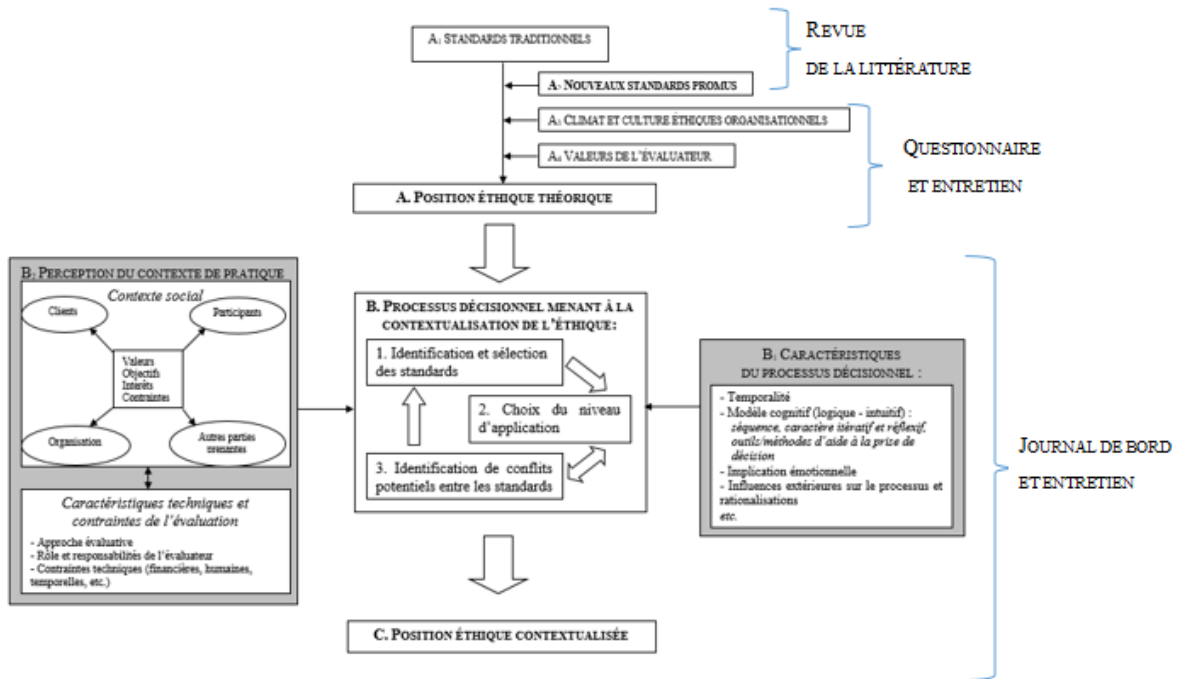 A₁ STANDARDS TRADITIONNELS
A₂ NOUVEAUX STANDARDS PROMUS
A₃ CLIMAT ET CULTURE ÉTHIQUES ORGANISATIONNELS
A₄ VALEURS DE L'ÉVALUATEUR
A. POSITION ÉTHIQUE THÉORIQUE
REVUE
DE LA LITTÉRATURE
QUESTIONNAIRE
ET ENTRETIEN
B₁ PERCEPTION DU CONTEXTE DE PRATIQUE
Contexte social
Clients
Participants
Valeurs
Objectifs
Intérêts
Contraintes
Organisation
Autres parties
prenantes
Caractéristiques techniques et
contraintes de l'évaluation
- Approche évaluative
- Rôle et responsabilités de l'évaluateur
- Contraintes techniques (financières, humaines,
temporelles, etc.)
B. PROCESSUS DÉCISIONNEL MENANT À LA
CONTEXTUALISATION DE L'ÉTHIQUE:
1. Identification et sélection
des standards
2. Choix du niveau
d'application
3. Identification de conflits
potentiels entre les standards
B₂ CARACTÉRISTIQUES
DU PROCESSUS DÉCISIONNEL :
- Temporalité
- Modèle cognitif (logique - intuitif) :
séquence, caractère itératif et réflexif,
outils/méthodes d'aide à la prise de
décision
- Implication émotionnelle
- Influences extérieures sur le processus et
rationalisations
etc.
JOURNAL DE BORD
ET ENTRETIEN
C. POSITION ÉTHIQUE CONTEXTUALISÉE